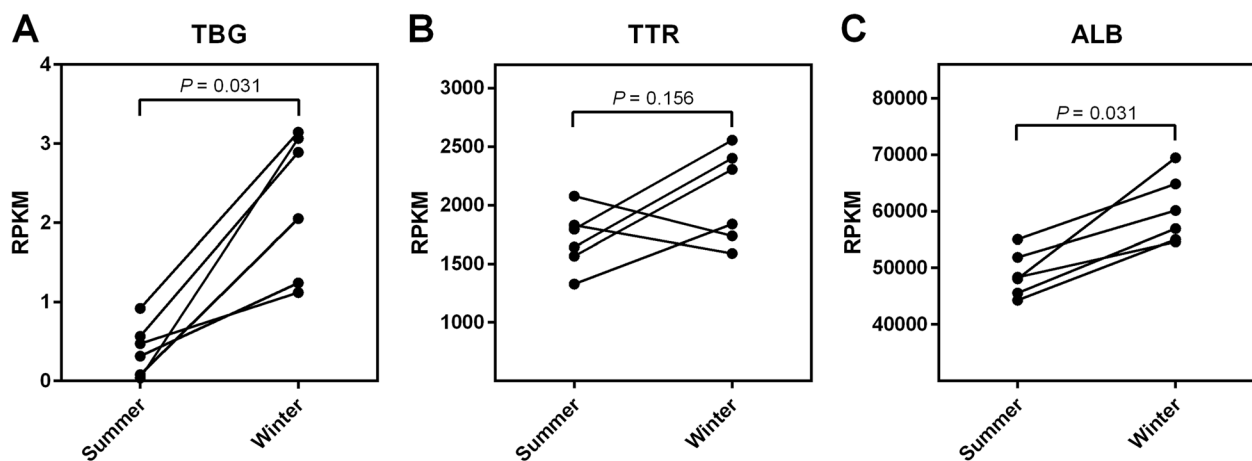 A
TBG
RPKM
4
3
2
1
0
P = 0.031
Summer
Winter
B
TTR
RPKM
3000
2500
2000
1500
1000
P = 0.156
Summer
Winter
C
ALB
RPKM
80000
70000
60000
50000
40000
P = 0.031
Summer
Winter